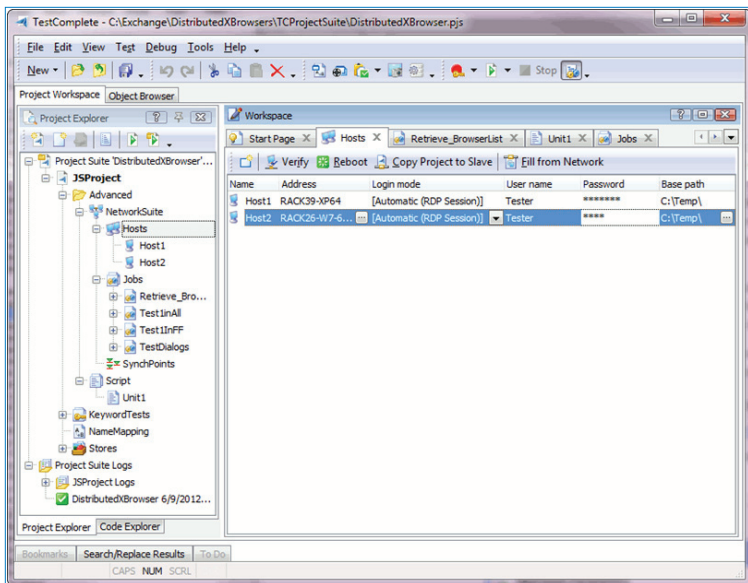 TestComplete - C:\Exchange\DistributedXBrowsers\TCProjectSuite\DistributedXBrowser.pjs
File Edit View Test Debug Tools Help
New Stop
Project Workspace Object Browser
Project Explorer
Project Suite 'DistributedXBrowser'...
JSProject
Advanced
NetworkSuite
Hosts
Host1
Host2
Jobs
Retrieve_Bro...
Test1inAll
Test1InFF
TestDialogs
SynchPoints
Script
Unit1
KeywordTests
NameMapping
Stores
Project Suite Logs
JSProject Logs
DistributedXBrowser 6/9/2012...
Project Explorer Code Explorer
Workspace
Start Page Hosts Retrieve_BrowserList Unit1 Jobs
Verify Reboot Copy Project to Slave Fill from Network
Name Address Login mode User name Password Base path
Host1 RACK39-XP64 [Automatic (RDP Session)] Tester ******* C:\Temp\
Host2 RACK26-W7-6... [Automatic (RDP Session)] Tester **** C:\Temp\
Bookmarks Search/Replace Results To Do
CAPS NUM SCRL